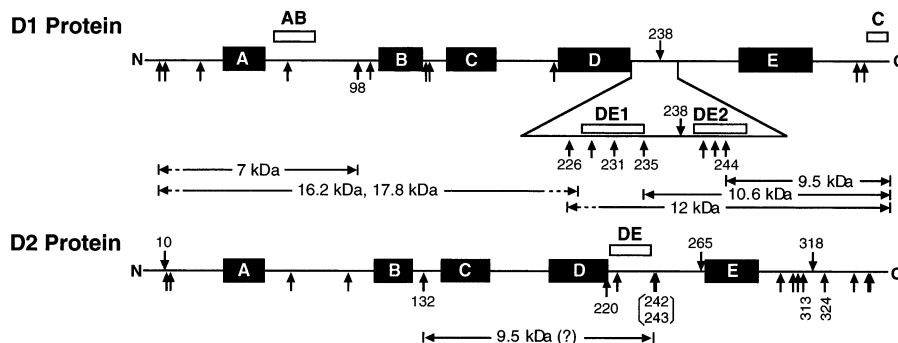 AB C
D1 Protein 238
N A B C D E C
98
DE1 238 DE2
226 231 235 244
7 kDa 9.5 kDa
16.2 kDa, 17.8 kDa 10.6 kDa
12 kDa
D2 Protein 10 DE 265 318
N A B C D E C
132 220 242 243 313 324
9.5 kDa (?)